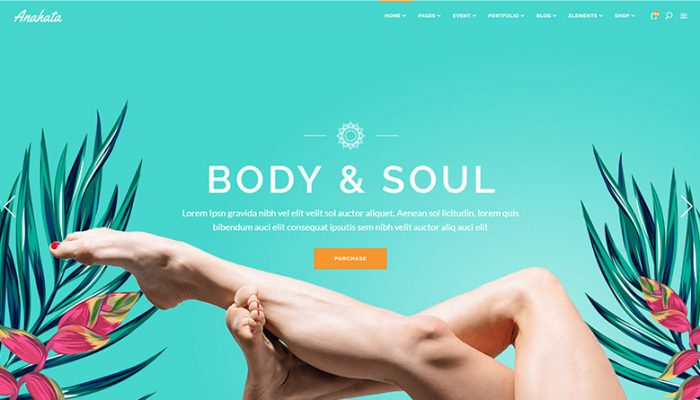 Anahata
HOME PAGES EVENT PORTFOLIO BLOG ELEMENTS SHOP
BODY & SOUL
Lorem Ipsn gravida nibh vel elit velit sol auctor aliquet. Aenean sol licitudin, lorem quis
bibendum auci elit consequat ipsutis sem nibh velit auctor aliq auci elit
PURCHASE